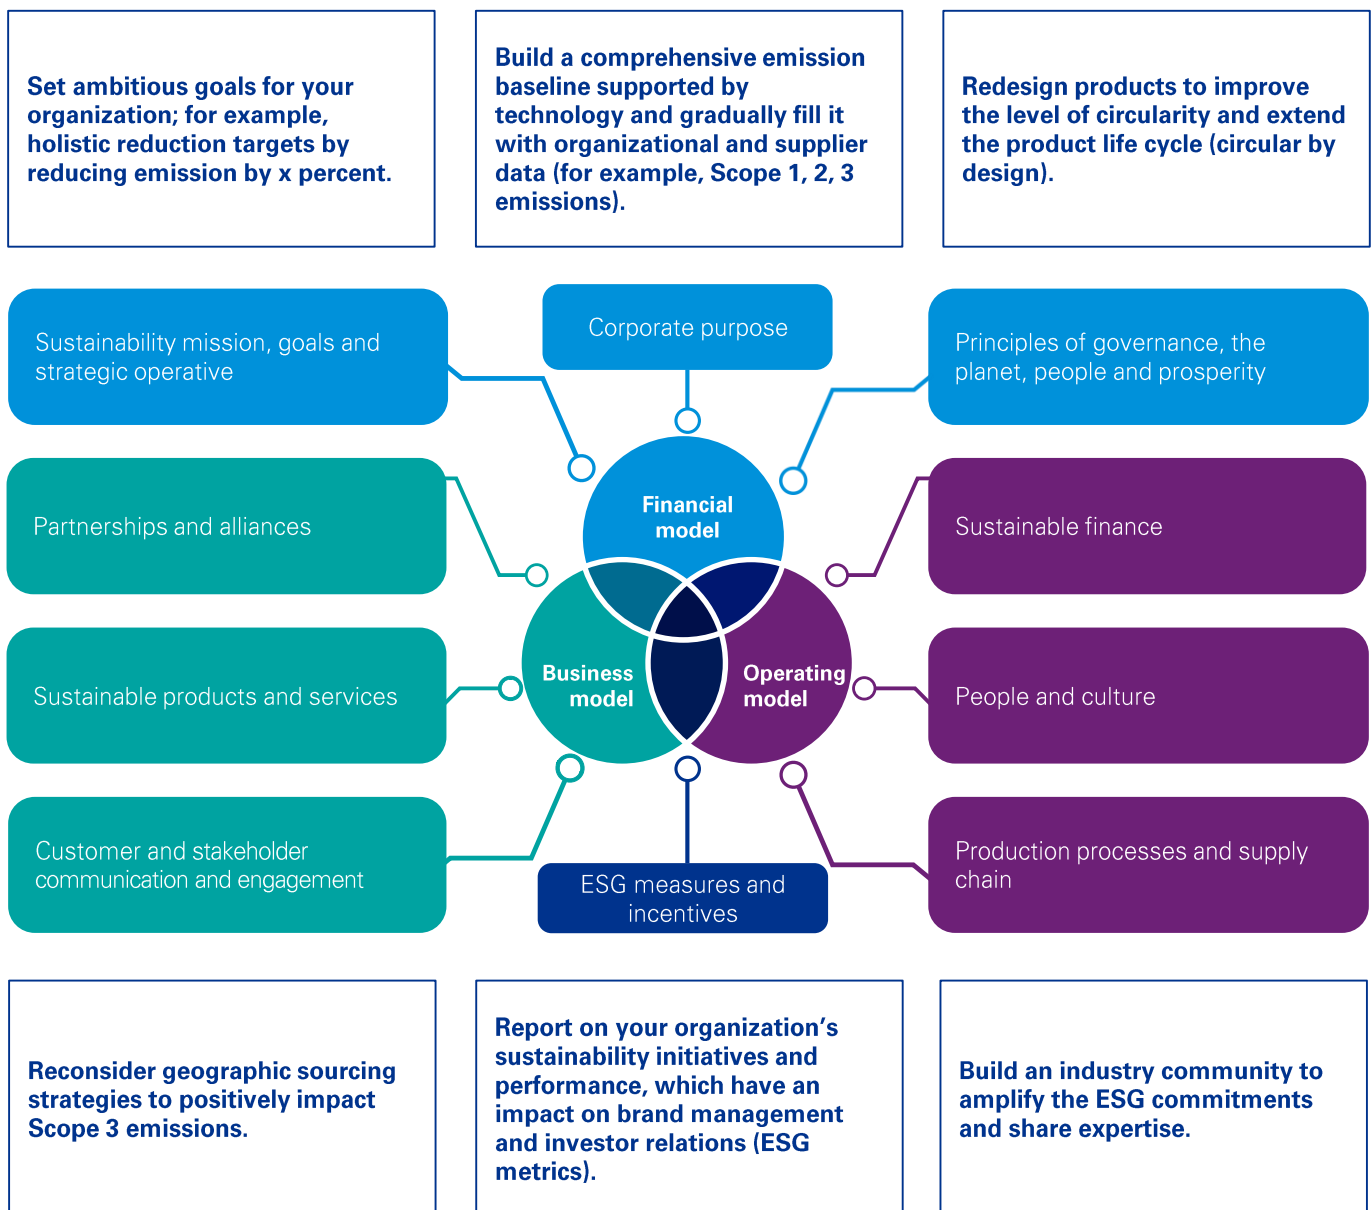 Set ambitious goals for your
organization; for example,
holistic reduction targets by
reducing emission by x percent.
Build a comprehensive emission
baseline supported by
technology and gradually fill it
with organizational and supplier
data (for example, Scope 1, 2, 3
emissions).
Redesign products to improve
the level of circularity and extend
the product life cycle (circular by
design).
Sustainability mission, goals and
strategic operative
Corporate purpose
Principles of governance, the
planet, people and prosperity
Financial
model
Partnerships and alliances
Sustainable finance
Business
model
Operating
model
Sustainable products and services
People and culture
Customer and stakeholder
communication and engagement
ESG measures and
incentives
Production processes and supply
chain
Reconsider geographic sourcing
strategies to positively impact
Scope 3 emissions.
Report on your organization’s
sustainability initiatives and
performance, which have an
impact on brand management
and investor relations (ESG
metrics).
Build an industry community to
amplify the ESG commitments
and share expertise.